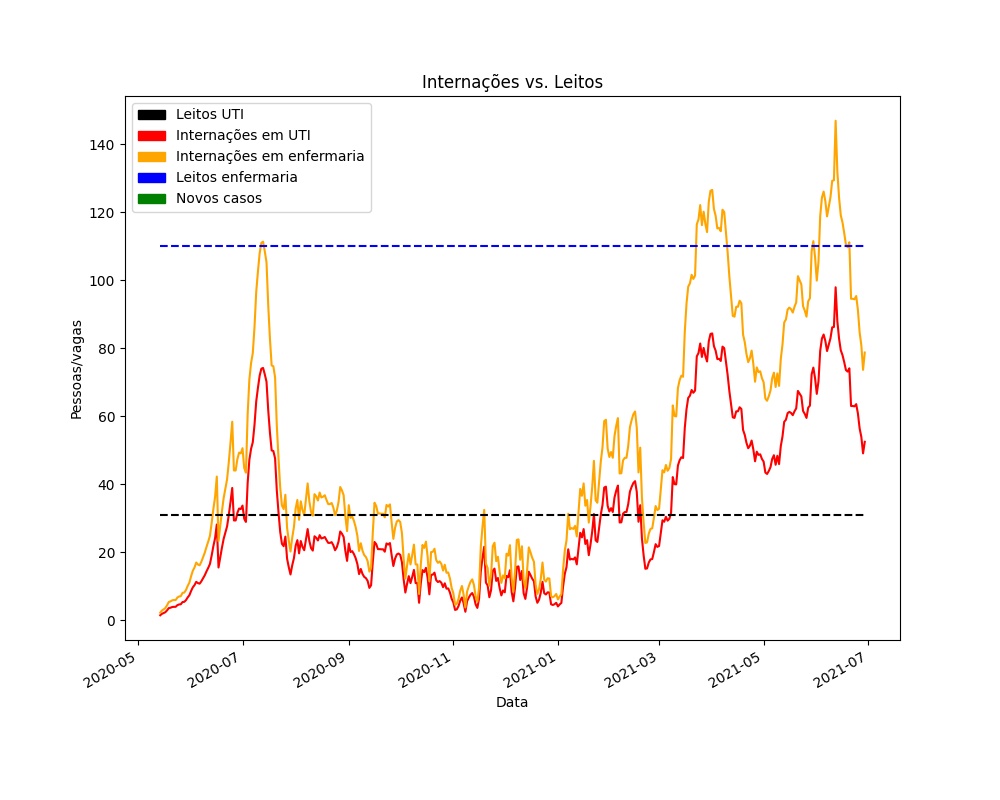 Internações vs. Leitos
Leitos UTI
Internações em UTI
Internações em enfermaria
Leitos enfermaria
Novos casos
Pessoas/vagas
140
120
100
80
60
40
20
0
2020-05
2020-07
2020-09
2020-11
2021-01
2021-03
2021-05
2021-07
Data